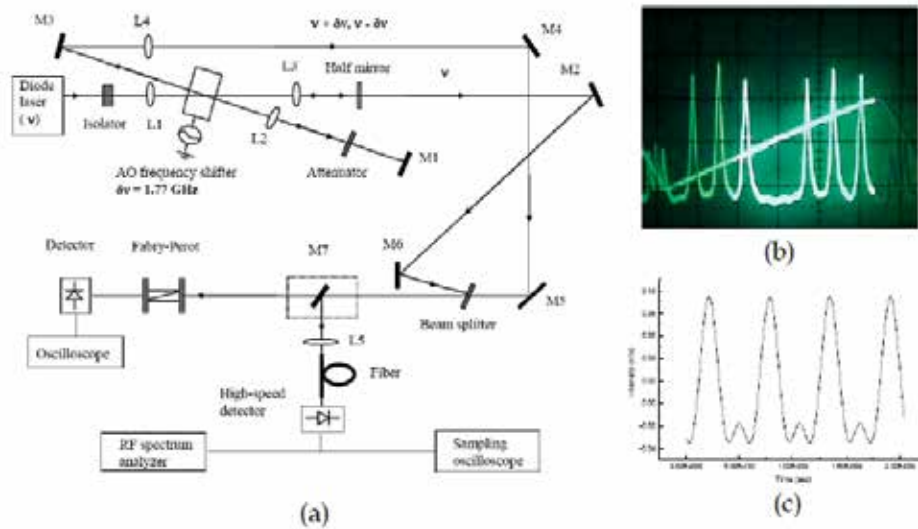 M3
L4
ν + δν, ν - δν
M4
Diode
laser
(ν)
L3
Half mirror
ν
M2
Isolator
L1
L2
M1
AO frequency shifter
δν = 1.77 GHz
Attenuator
(b)
Detector
Fabry-Perot
M7
M6
M5
Beam splitter
Oscilloscope
L5
Fiber
High-speed
detector
RF spectrum
analyzer
Sampling
oscilloscope
Time (sec)
(a)
(c)